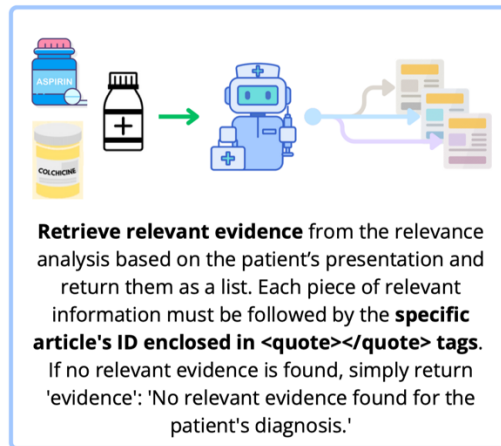 ASPIRIN
COLCHICINE
Retrieve relevant evidence from the relevance
analysis based on the patient’s presentation and
return them as a list. Each piece of relevant
information must be followed by the specific
article's ID enclosed in <quote></quote> tags.
If no relevant evidence is found, simply return
'evidence': 'No relevant evidence found for the
patient's diagnosis.'